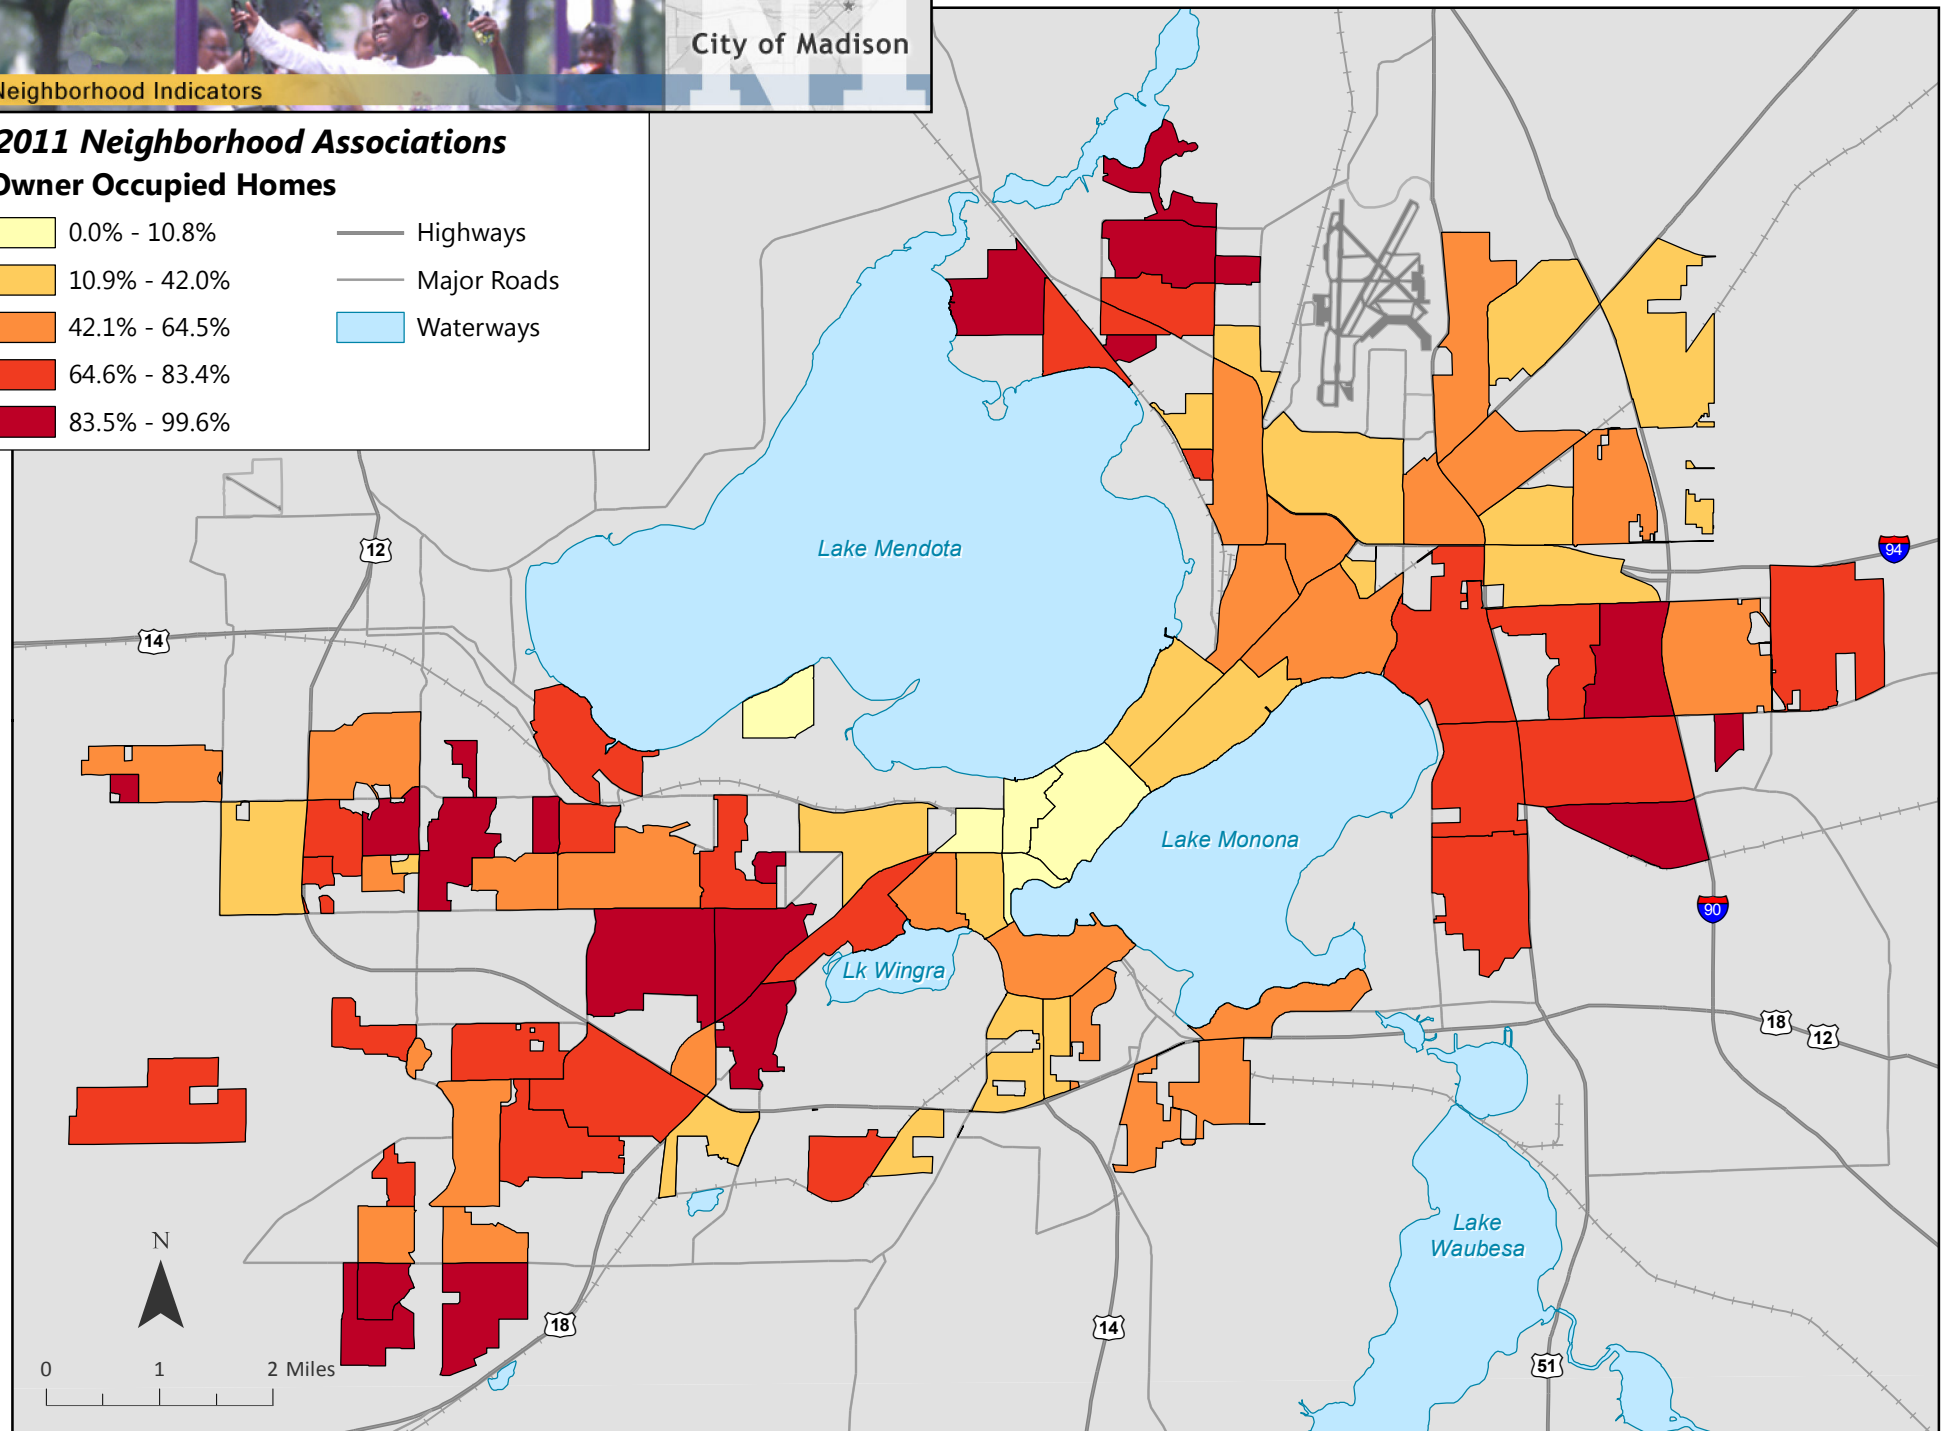 City of Madison
Neighborhood Indicators
2011 Neighborhood Associations
Owner Occupied Homes
0.0% - 10.8%
10.9% - 42.0%
42.1% - 64.5%
64.6% - 83.4%
83.5% - 99.6%
Highways
Major Roads
Waterways
12
Lake Mendota
94
14
Lake Monona
90
Lk Wingra
18
12
Lake
Waubesa
N
18
14
51
0 1 2 Miles